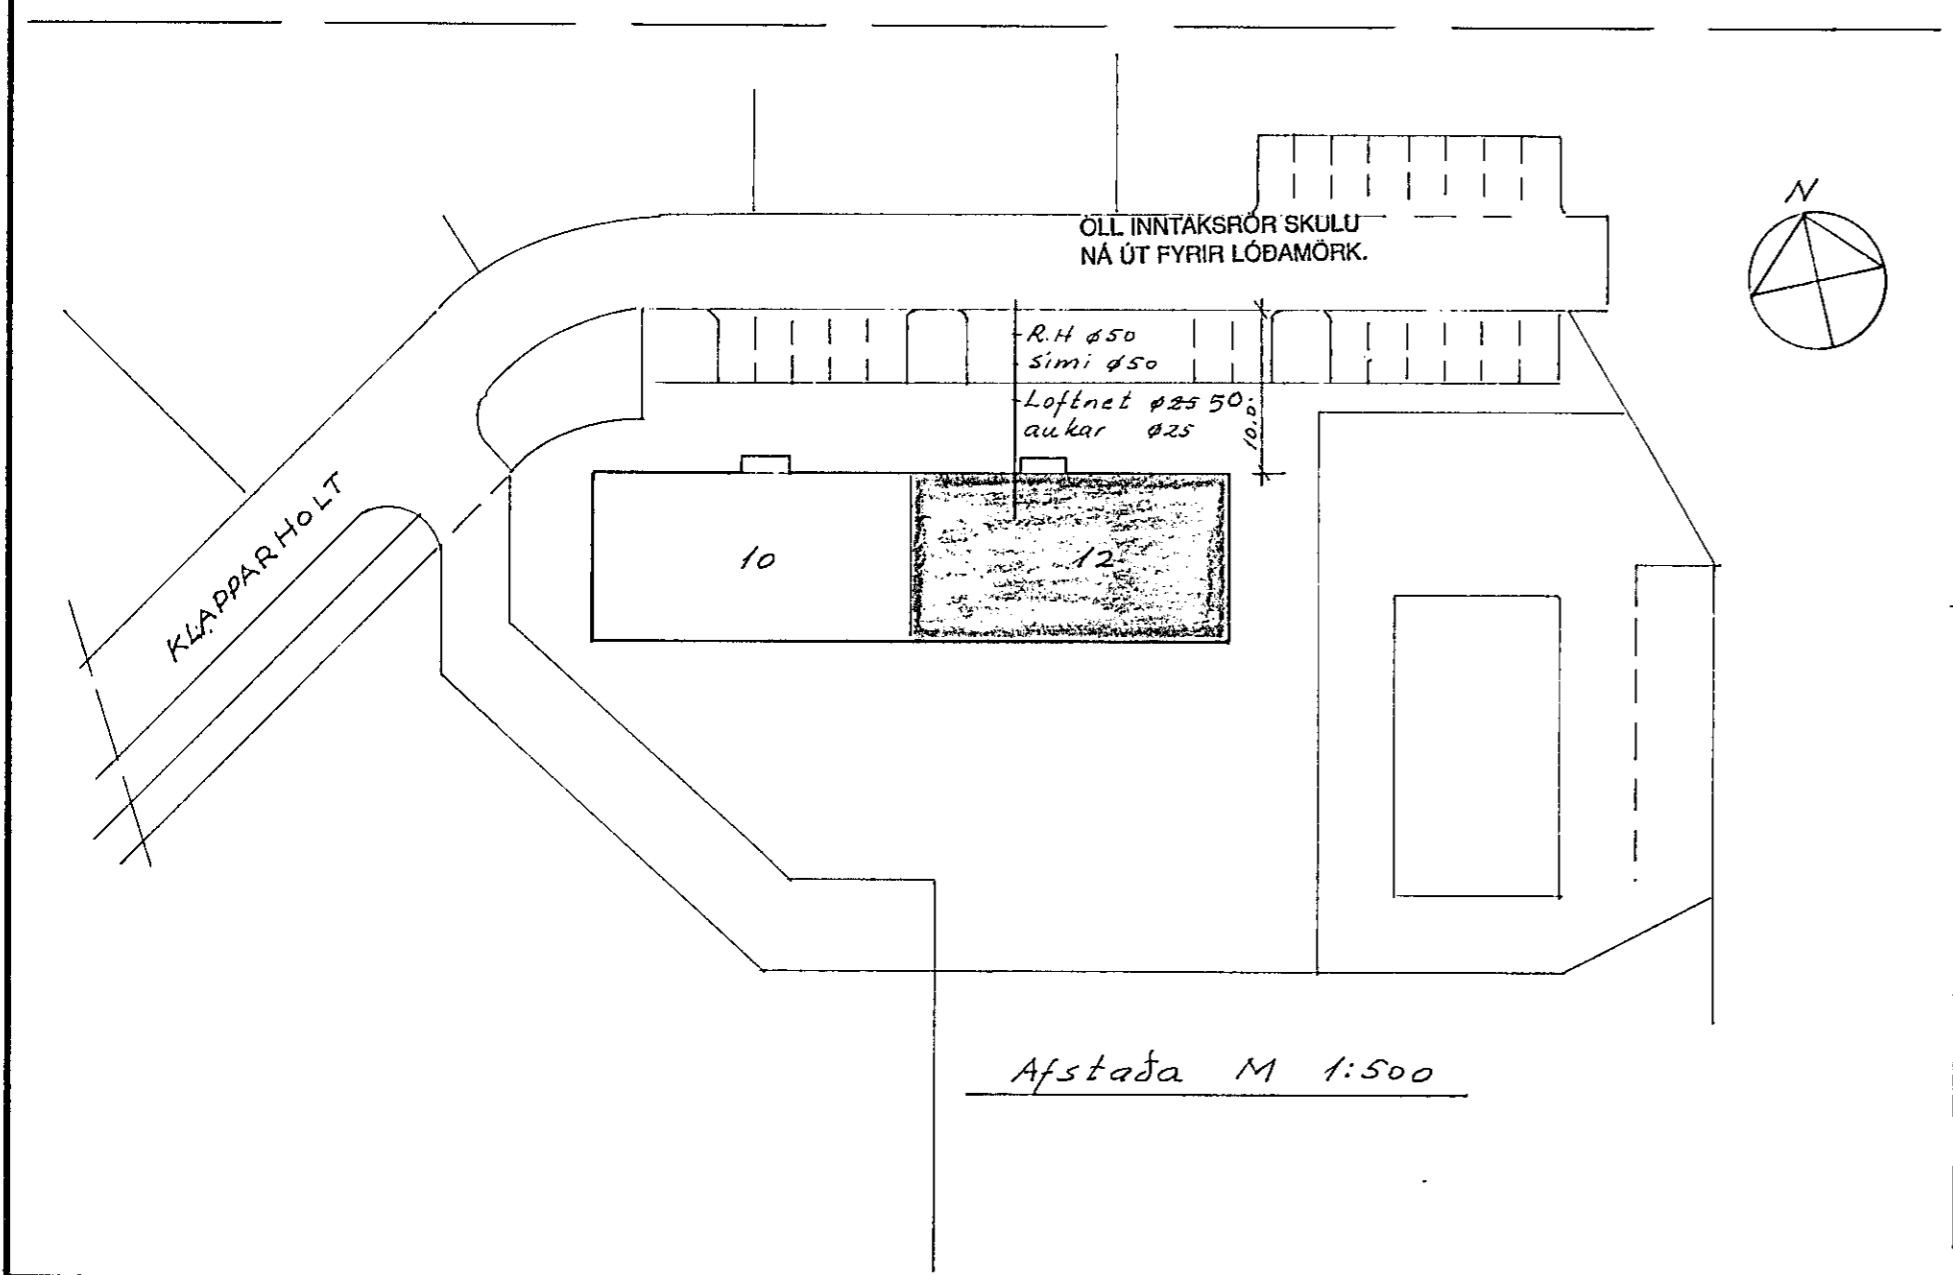 N
ÖLL INNTAKSRÖR SKULU
NÁ ÚT FYRIR LÓÐAMÖRK.
R.H ø50
Sími ø50
Loftnet ø25 50
aukar ø25
10.0
KLAPPARHOLT
10
12
Afstaða M 1:500